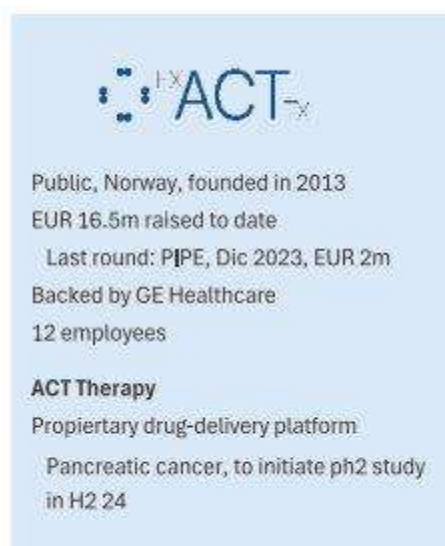 EXACT-Tx
Public, Norway, founded in 2013
EUR 16.5m raised to date
Last round: PIPE, Dic 2023, EUR 2m
Backed by GE Healthcare
12 employees
ACT Therapy
Propiertary drug-delivery platform
Pancreatic cancer, to initiate ph2 study
in H2 24